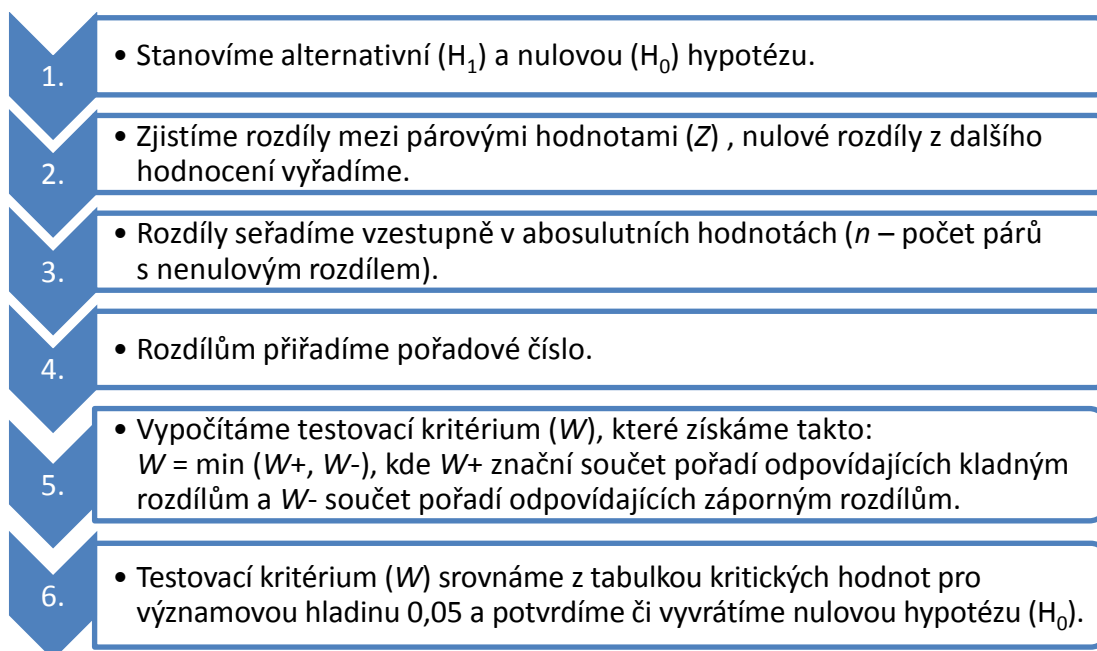 1.
• Stanovíme alternativní (H₁) a nulovou (H₀) hypotézu.
2.
• Zjistíme rozdíly mezi párovými hodnotami (Z) , nulové rozdíly z dalšího
hodnocení vyřadíme.
3.
• Rozdíly seřadíme vzestupně v abosulutních hodnotách (n – počet párů
s nenulovým rozdílem).
4.
• Rozdílům přiřadíme pořadové číslo.
5.
• Vypočítáme testovací kritérium (W), které získáme takto:
W = min (W+, W-), kde W+ znační součet pořadí odpovídajících kladným
rozdílům a W- součet pořadí odpovídajících záporným rozdílům.
6.
• Testovací kritérium (W) srovnáme z tabulkou kritických hodnot pro
významovou hladinu 0,05 a potvrdíme či vyvrátíme nulovou hypotézu (H₀).